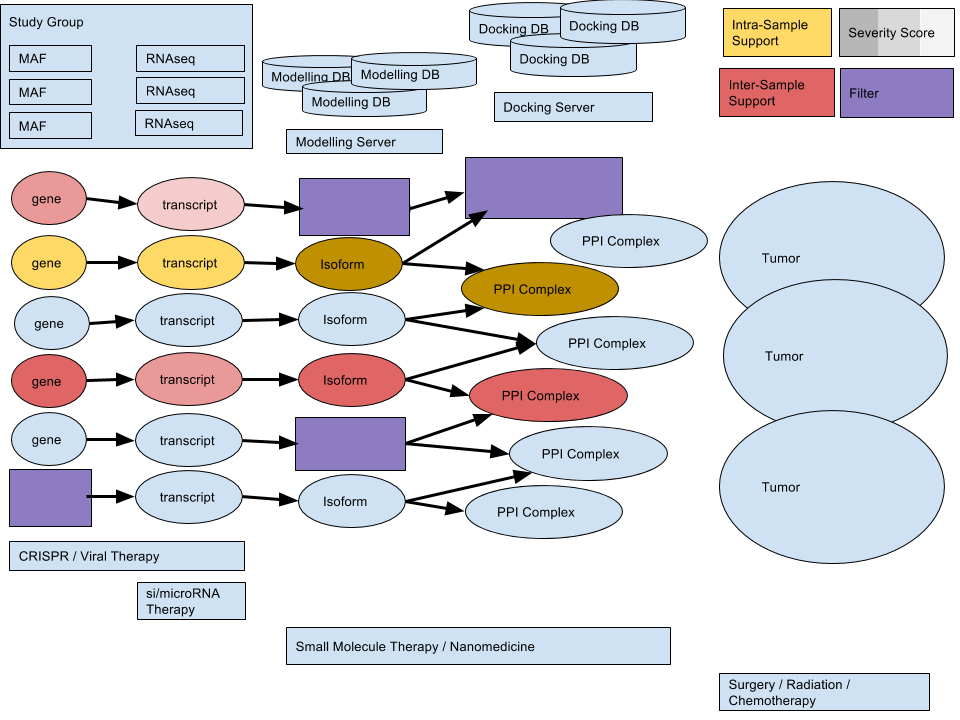 Study Group
MAF
RNAseq
MAF
RNAseq
MAF
RNAseq
Modelling DB
Modelling DB
Modelling DB
Modelling Server
Docking DB
Docking DB
Docking DB
Docking Server
Intra-Sample
Support
Severity Score
Inter-Sample
Support
Filter
gene
transcript
PPI Complex
gene
transcript
Isoform
PPI Complex
gene
transcript
Isoform
PPI Complex
gene
transcript
Isoform
PPI Complex
gene
transcript
PPI Complex
transcript
Isoform
PPI Complex
Tumor
Tumor
Tumor
CRISPR / Viral Therapy
si/microRNA
Therapy
Small Molecule Therapy / Nanomedicine
Surgery / Radiation /
Chemotherapy